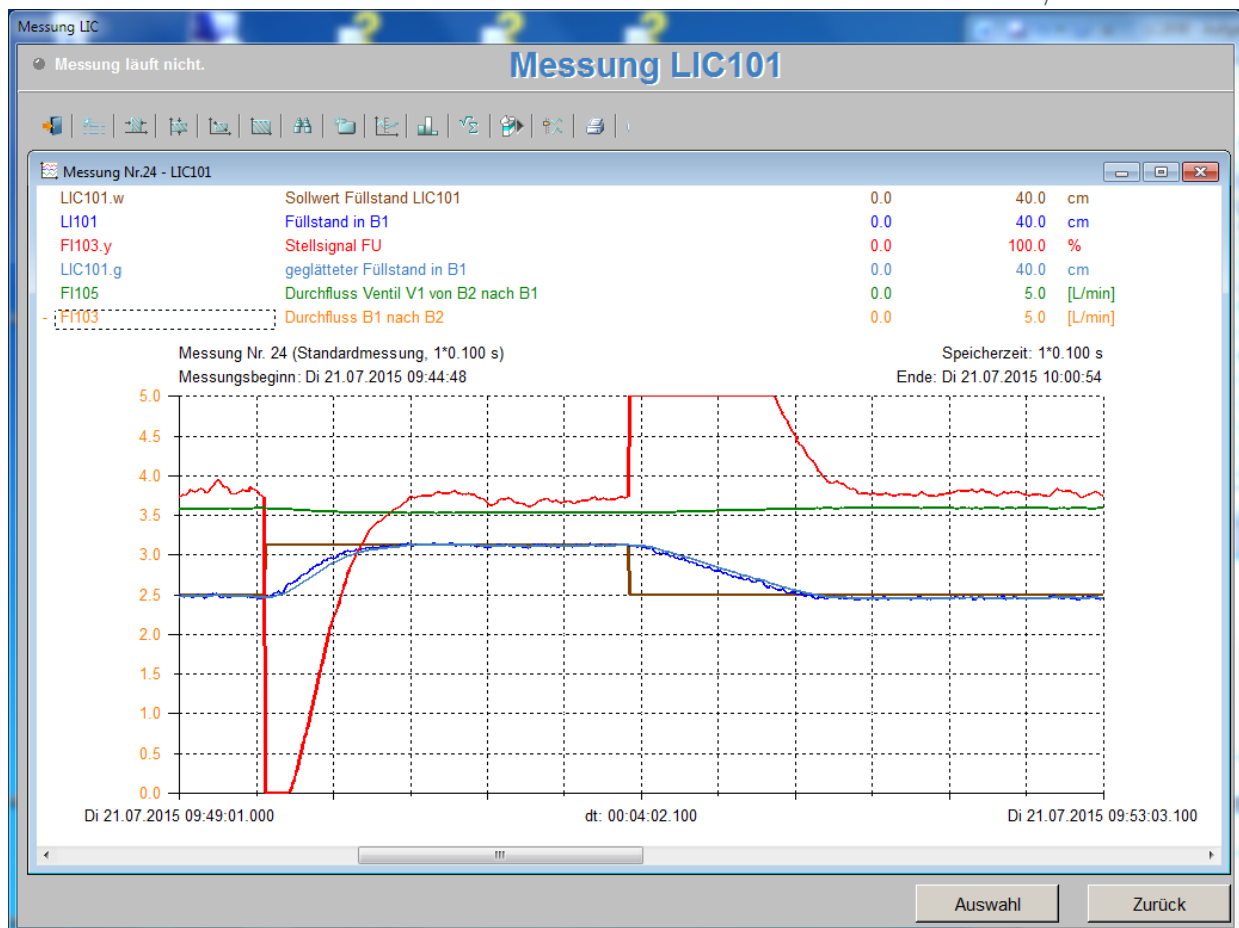 Messung LIC
Messung läuft nicht.
Messung LIC101
Messung Nr.24 - LIC101
LIC101.w Sollwert Füllstand LIC101 0.0 40.0 cm
LI101 Füllstand in B1 0.0 40.0 cm
FI103.y Stellsignal FU 0.0 100.0 %
LIC101.g geglätteter Füllstand in B1 0.0 40.0 cm
FI105 Durchfluss Ventil V1 von B2 nach B1 0.0 5.0 [L/min]
- FI103 Durchfluss B1 nach B2 0.0 5.0 [L/min]
Messung Nr. 24 (Standardmessung, 1*0.100 s) Speicherzeit: 1*0.100 s
Messungsbeginn: Di 21.07.2015 09:44:48 Ende: Di 21.07.2015 10:00:54
5.0
4.5
4.0
3.5
3.0
2.5
2.0
1.5
1.0
0.5
0.0
Di 21.07.2015 09:49:01.000 dt: 00:04:02.100 Di 21.07.2015 09:53:03.100
Auswahl Zurück